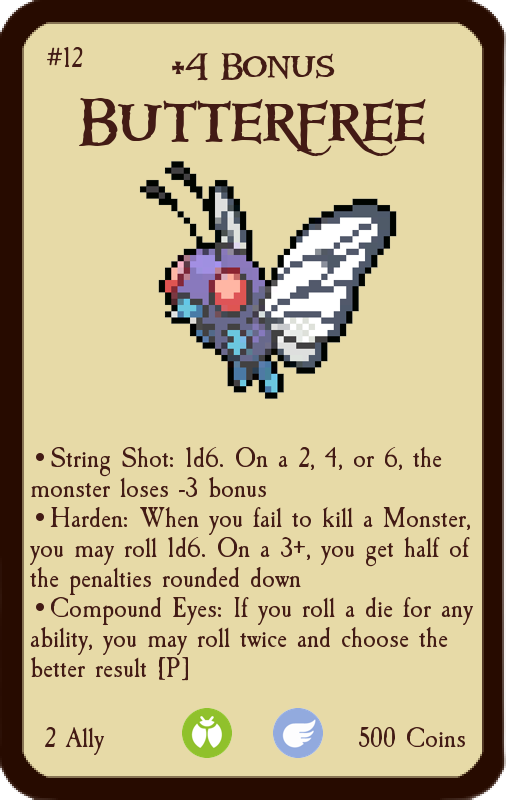 #12
+4 Bonus
Butterfree
•String Shot: 1d6. On a 2, 4, or 6, the
monster loses -3 bonus
•Harden: When you fail to kill a Monster,
you may roll 1d6. On a 3+, you get half of
the penalties rounded down
•Compound Eyes: If you roll a die for any
ability, you may roll twice and choose the
better result [P]
2 Ally
500 Coins